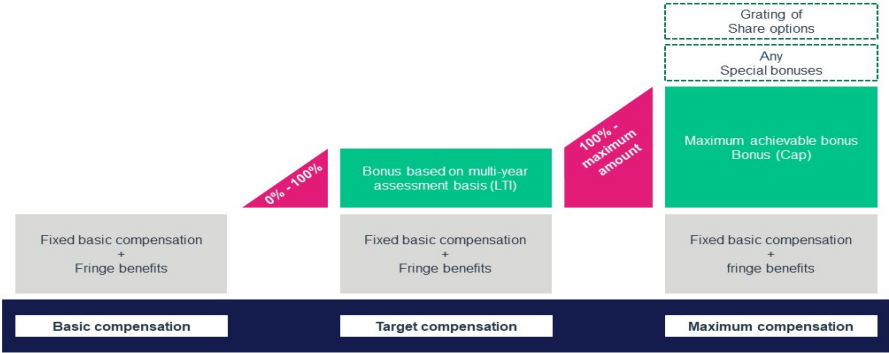 Grating of
Share options
Any
Special bonuses
Maximum achievable bonus
Bonus (Cap)
100% -
maximum
amount
Bonus based on multi-year
assessment basis (LTI)
0% - 100%
Fixed basic compensation
+
Fringe benefits
Fixed basic compensation
+
Fringe benefits
Fixed basic compensation
+
fringe benefits
Basic compensation
Target compensation
Maximum compensation